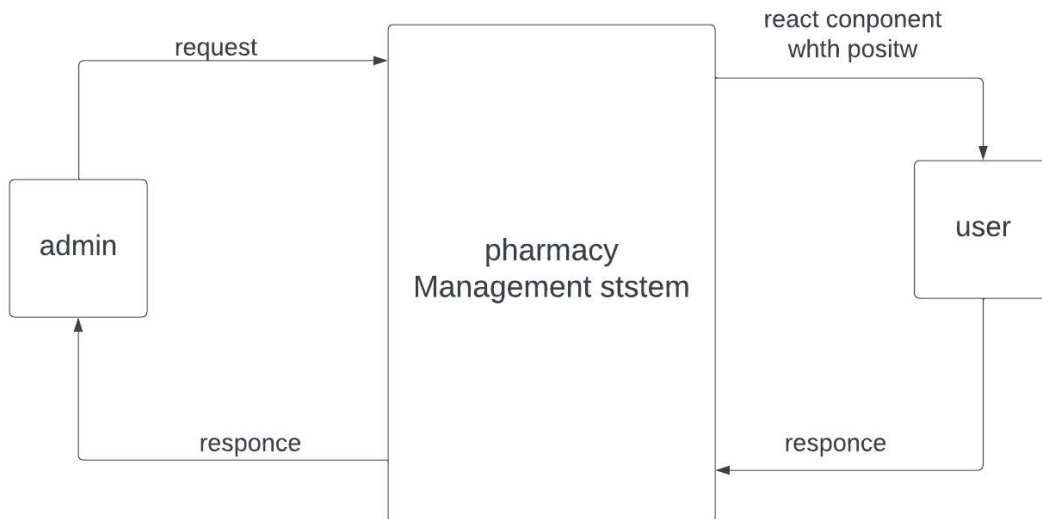 request
react conponent
whth positw
admin
pharmacy
Management ststem
user
responce
responce